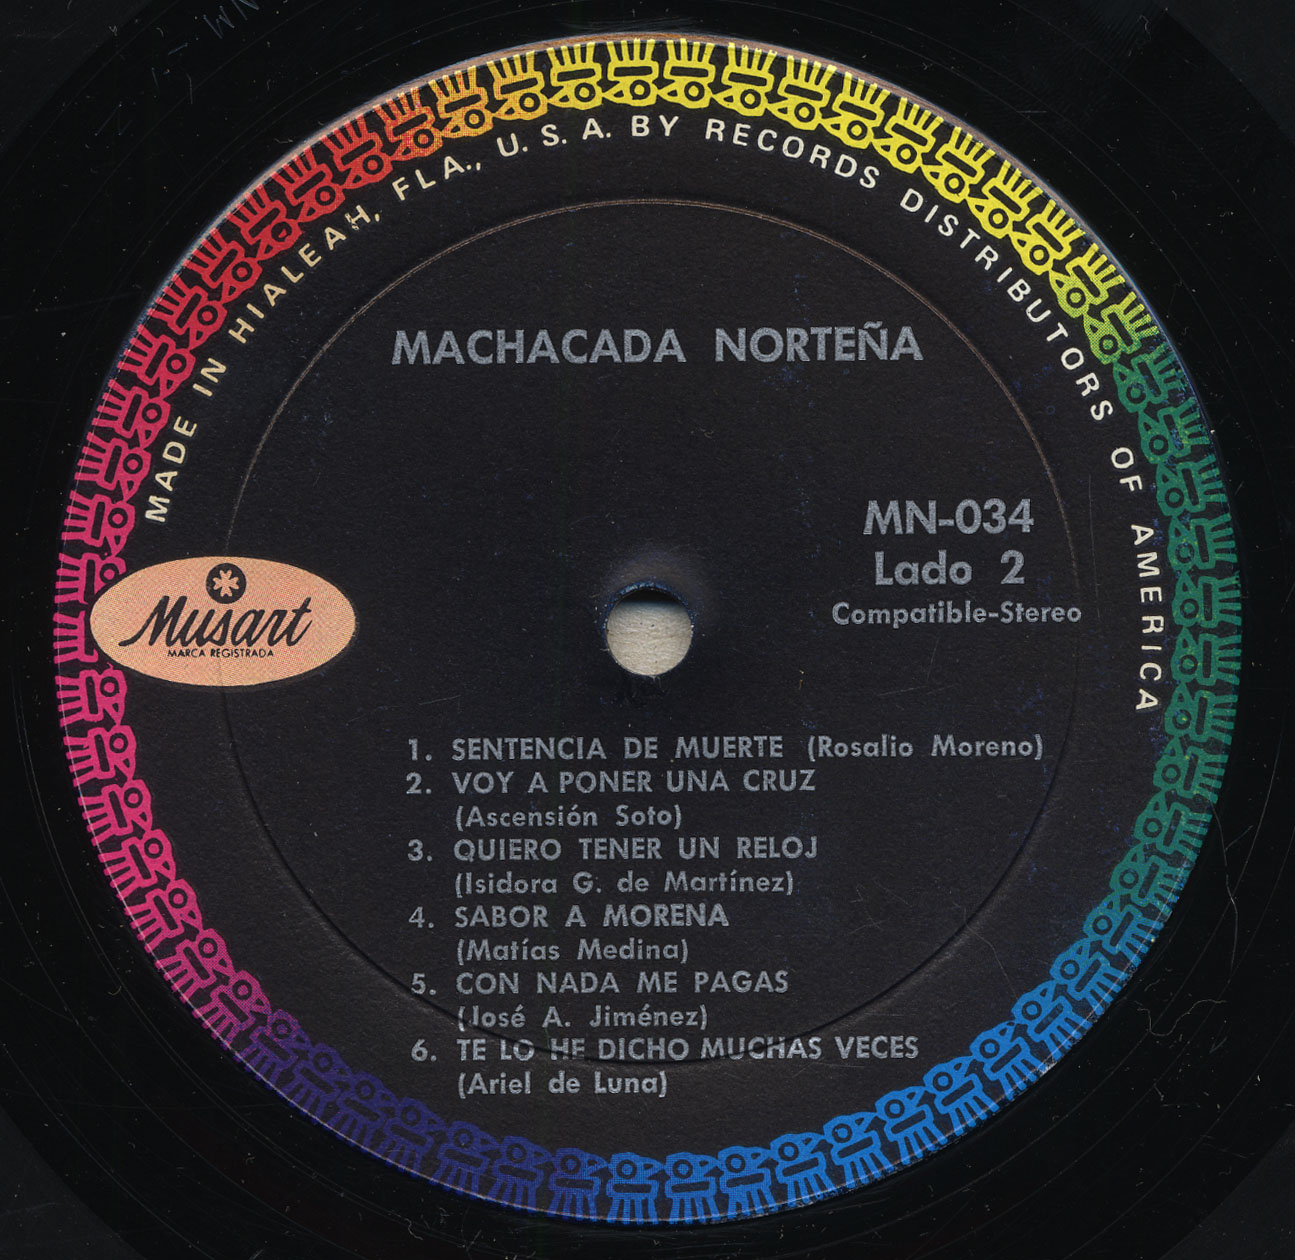 MADE IN HIALEAH, FLA., U. S. A. BY RECORDS DISTRIBUTORS OF AMERICA
MACHACADA NORTEÑA
MN-034
Lado 2
Compatible-Stereo
Musart
MARCA REGISTRADA
1. SENTENCIA DE MUERTE (Rosalio Moreno)
2. VOY A PONER UNA CRUZ
(Ascensión Soto)
3. QUIERO TENER UN RELOJ
(Isidora G. de Martínez)
4. SABOR A MORENA
(Matías Medina)
5. CON NADA ME PAGAS
(José A. Jiménez)
6. TE LO HE DICHO MUCHAS VECES
(Ariel de Luna)